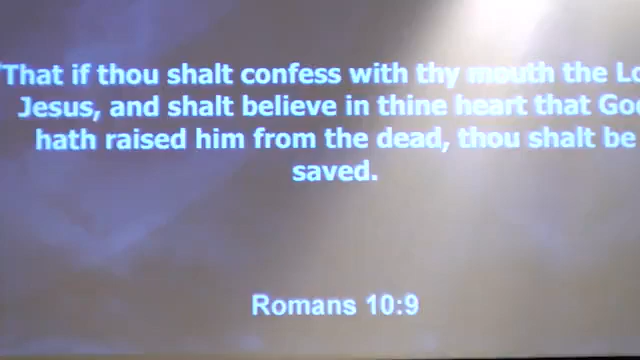 "That if thou shalt confess with thy mouth the Lo
Jesus, and shalt believe in thine heart that Go
hath raised him from the dead, thou shalt be
saved.
Romans 10:9